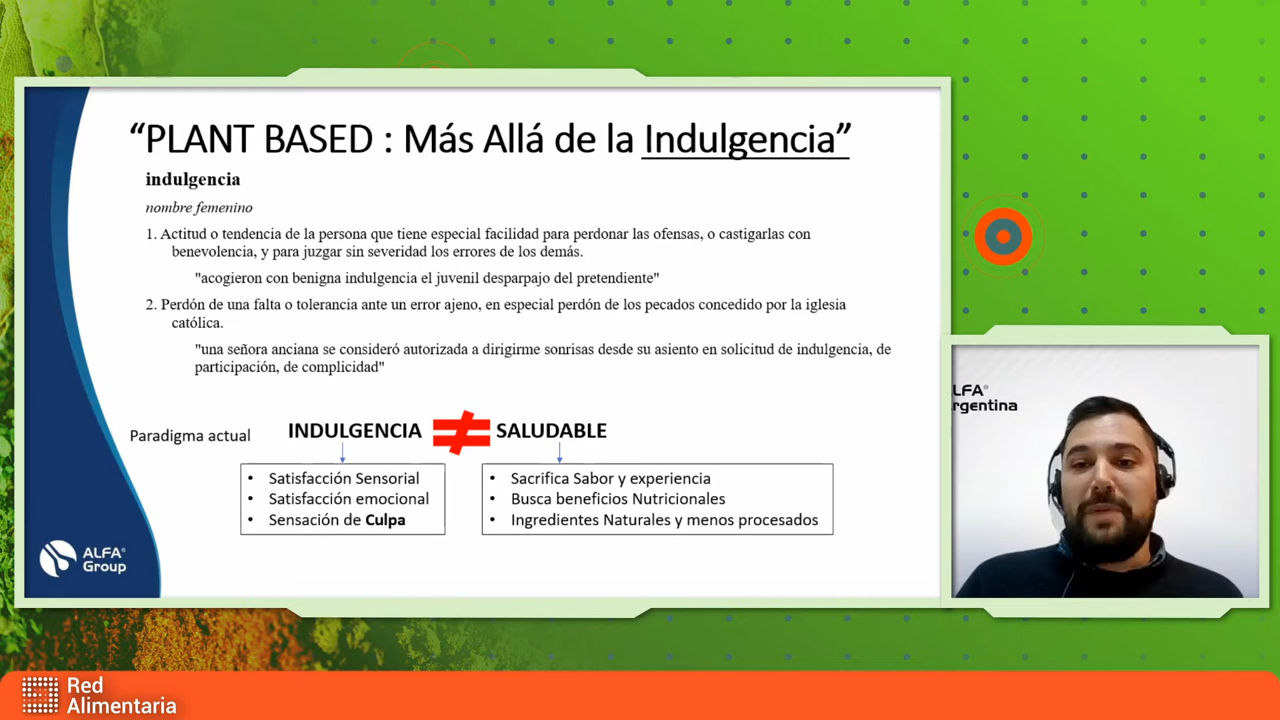 “PLANT BASED : Más Allá de la Indulgencia”
indulgencia
nombre femenino
1. Actitud o tendencia de la persona que tiene especial facilidad para perdonar las ofensas, o castigarlas con
benevolencia, y para juzgar sin severidad los errores de los demás.
"acogieron con benigna indulgencia el juvenil desparpajo del pretendiente"
2. Perdón de una falta o tolerancia ante un error ajeno, en especial perdón de los pecados concedido por la iglesia
católica.
"una señora anciana se consideró autorizada a dirigirme sonrisas desde su asiento en solicitud de indulgencia, de
participación, de complicidad"
Paradigma actual
INDULGENCIA ≠ SALUDABLE
• Satisfacción Sensorial
• Satisfacción emocional
• Sensación de Culpa
• Sacrifica Sabor y experiencia
• Busca beneficios Nutricionales
• Ingredientes Naturales y menos procesados
ALFA®
Group
LFA®
rgentina
Red
Alimentaria